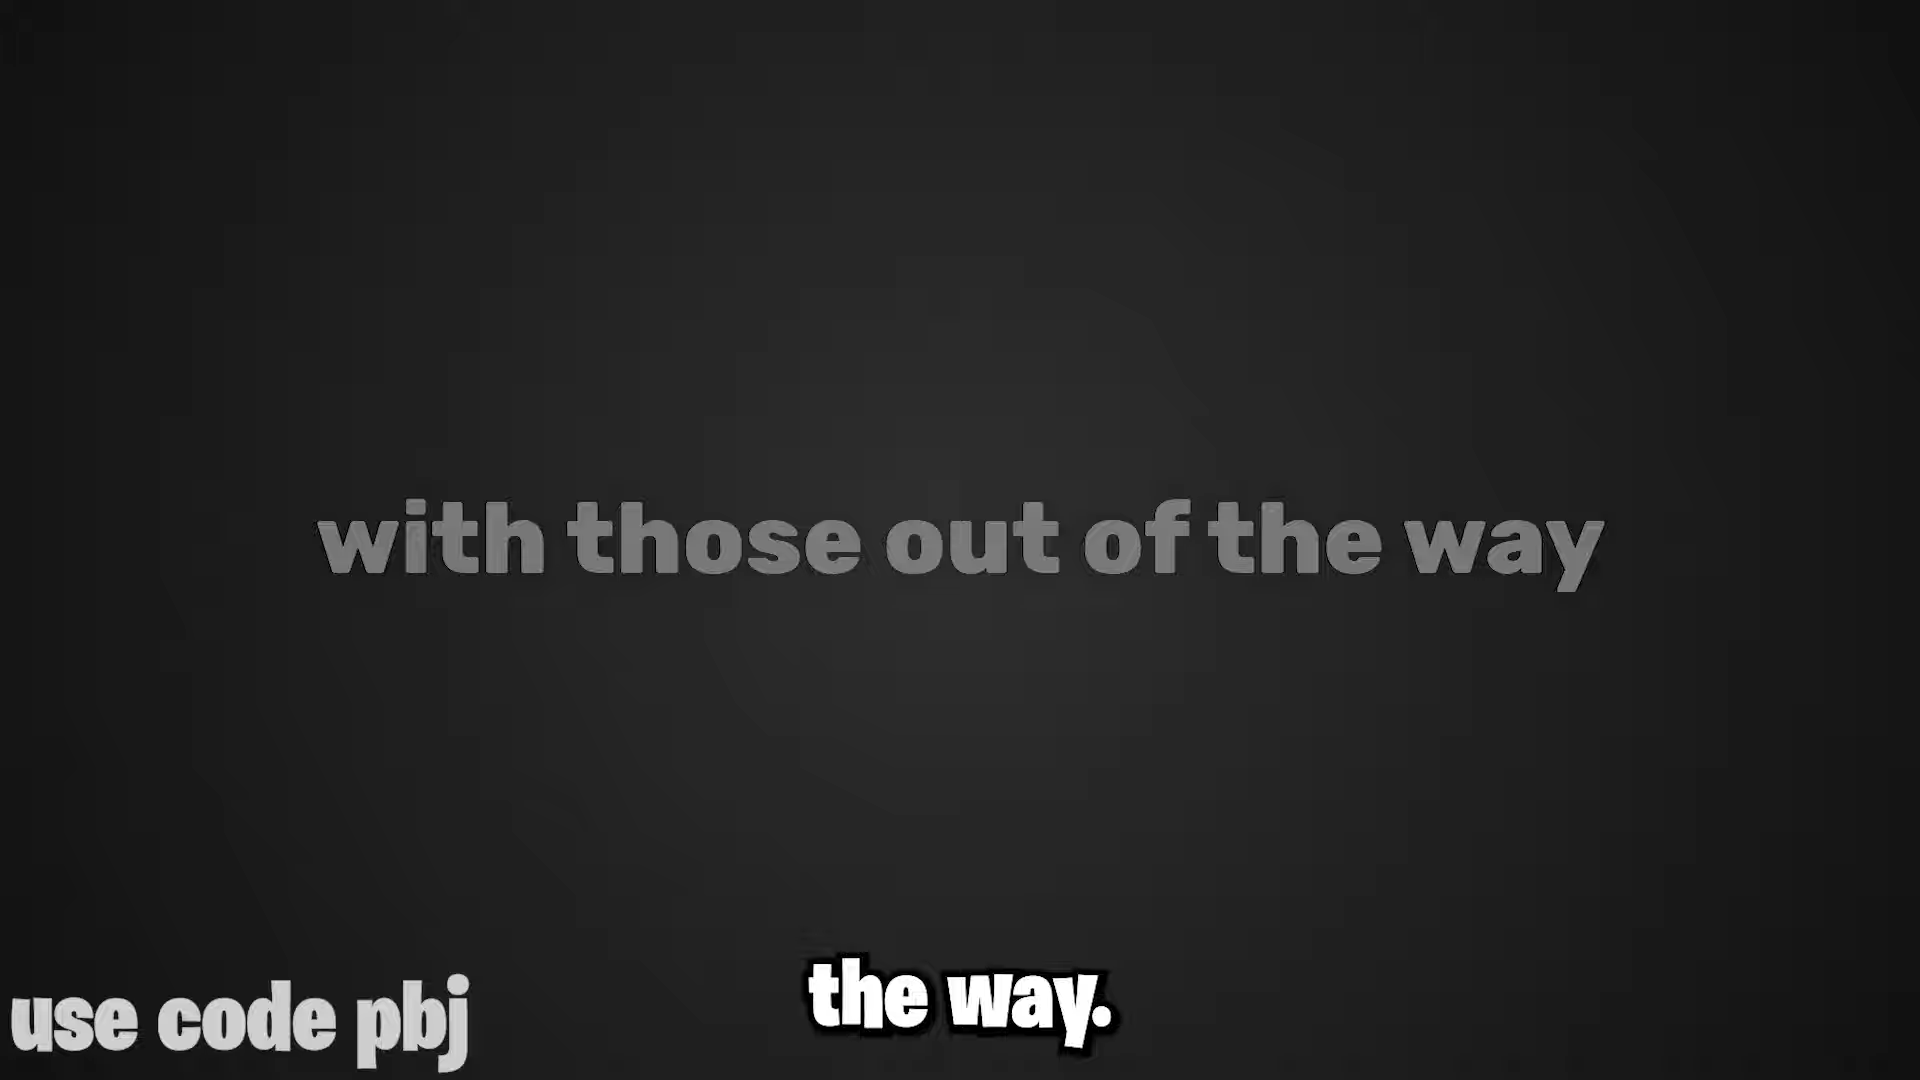 with those out of the way
the way.
use code pbj